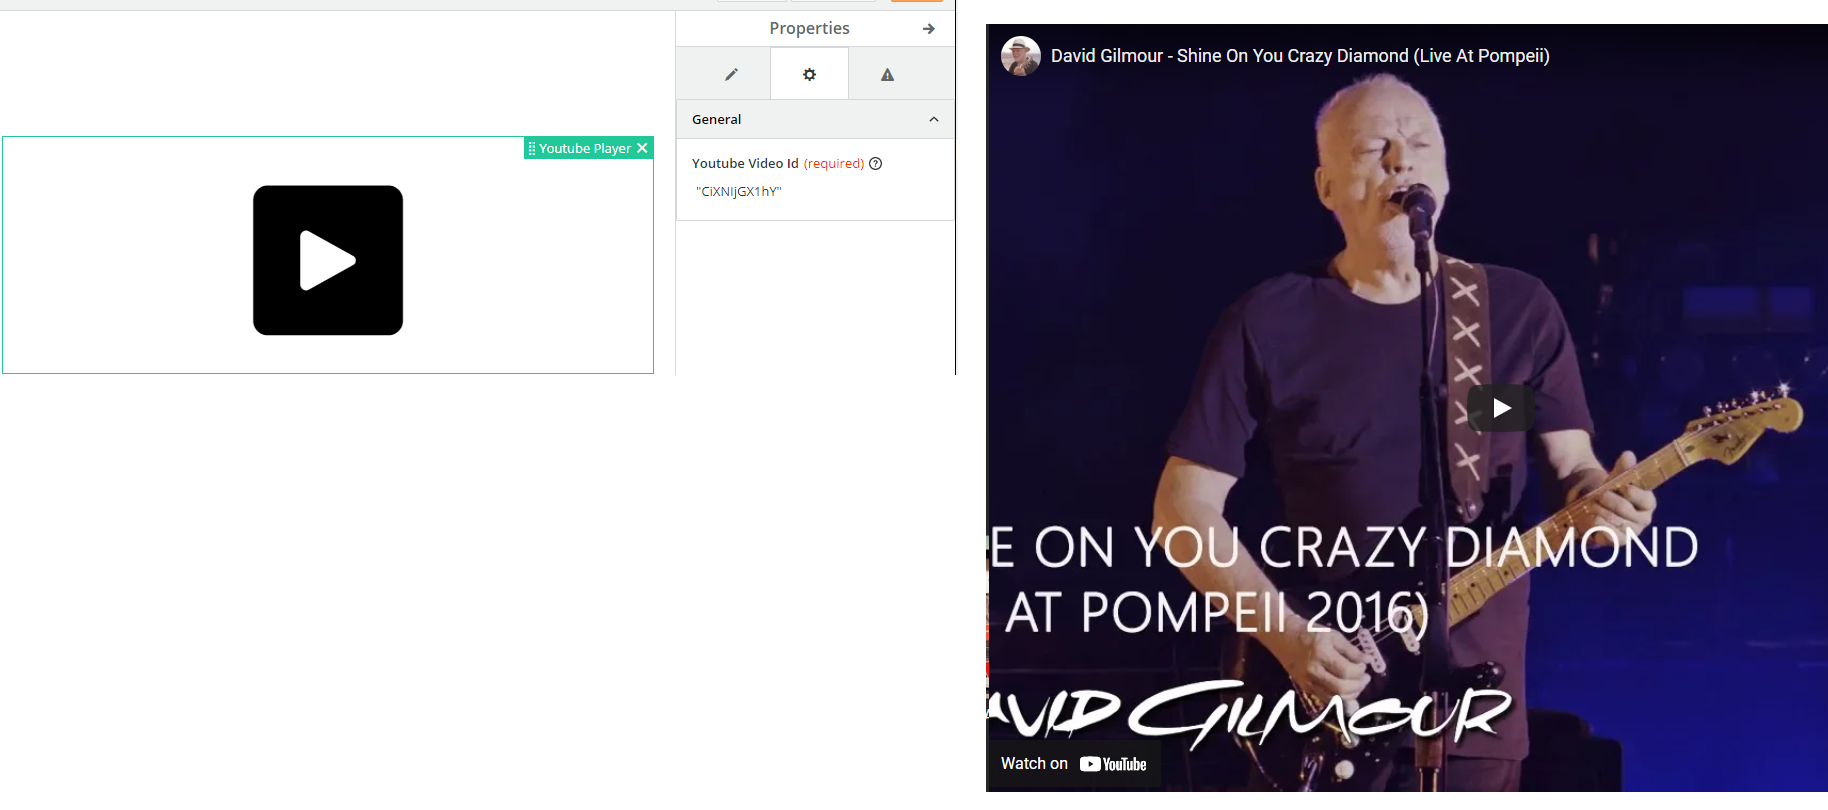 Properties
General
Youtube Video Id (required)
"CiXNIjGX1hY"
Youtube Player
David Gilmour - Shine On You Crazy Diamond (Live At Pompeii)
E ON YOU CRAZY DIAMOND
AT POMPEII 2016)
AVID GILMOUR
Watch on YouTube